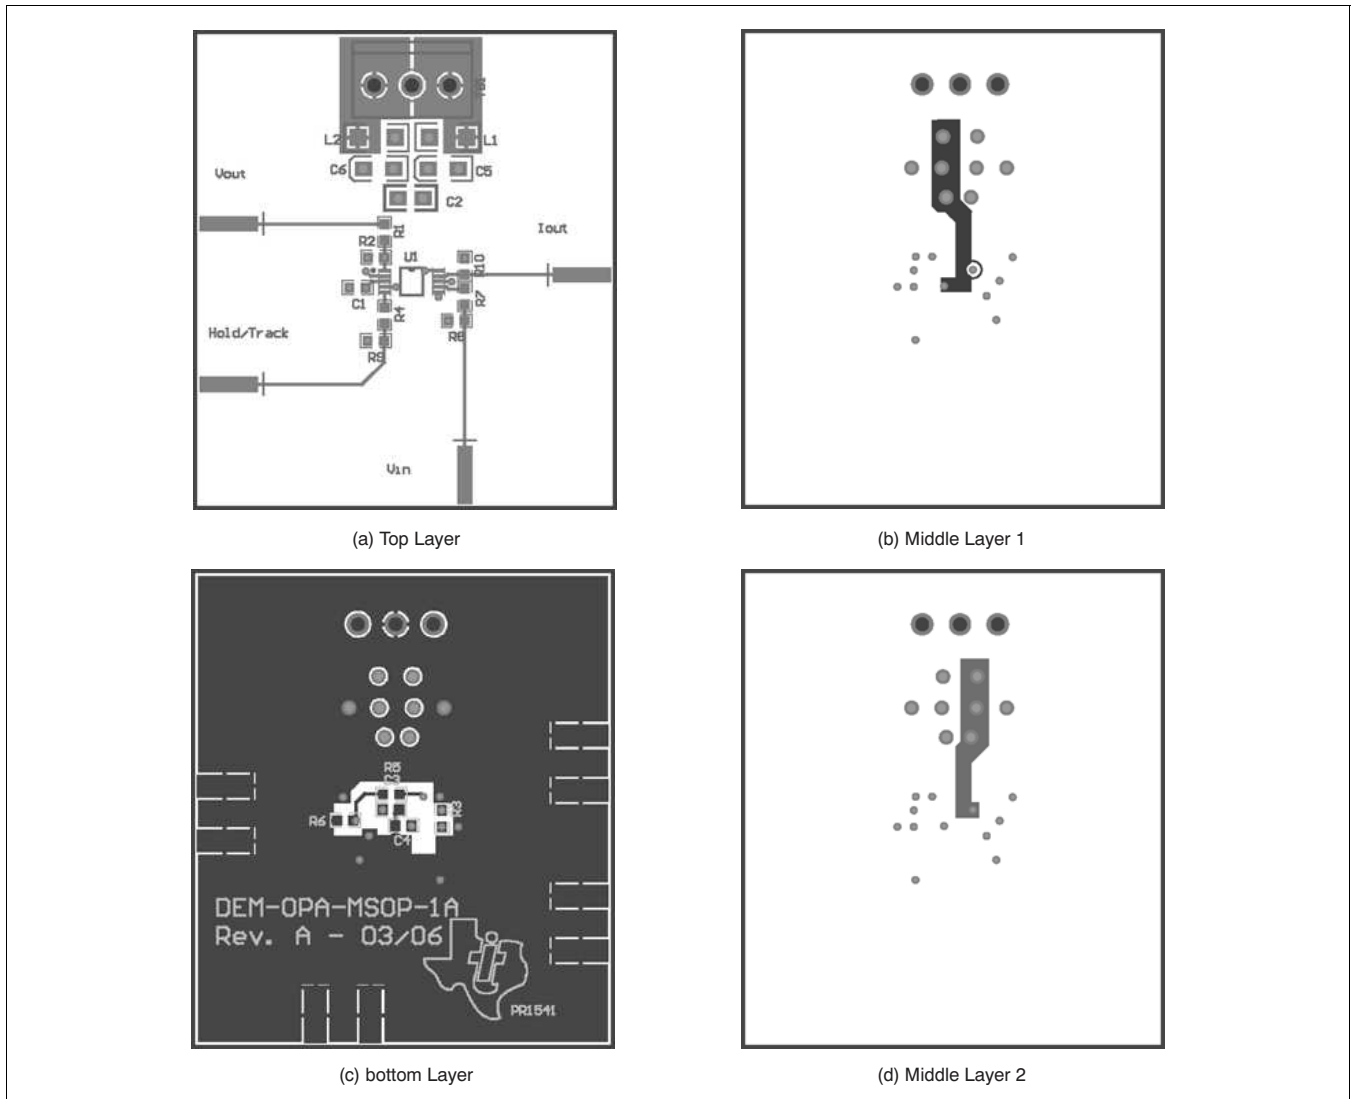 TB1
L2
L1
C6
C5
Vout
C2
Iout
R1
R2
U1
R10
C1
R7
R4
Hold/Track
R8
R9
Vin
(a) Top Layer
(b) Middle Layer 1
R5
C3
R3
R6
C4
DEM-OPA-MSOP-1A
Rev. A - 03/06
PR1541
(c) bottom Layer
(d) Middle Layer 2